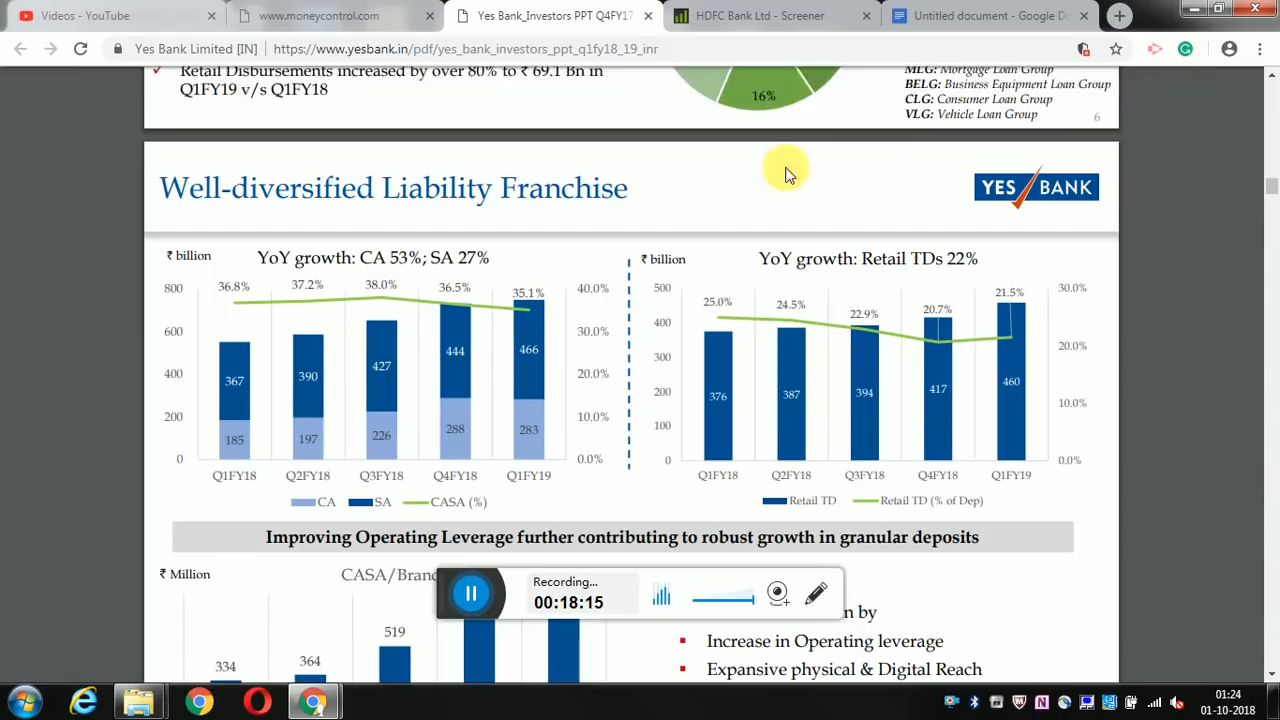 Videos - YouTube
www.moneycontrol.com
Yes Bank_Investors PPT Q4FY17
HDFC Bank Ltd - Screener
Untitled document - Google Do
Yes Bank Limited [IN]
https://www.yesbank.in/pdf/yes_bank_investors_ppt_q1fy18_19_inr
Retail Disbursements increased by over 80% to ₹ 69.1 Bn in
Q1FY19 v/s Q1FY18
16%
MLG: Mortgage Loan Group
BELG: Business Equipment Loan Group
CLG: Consumer Loan Group
VLG: Vehicle Loan Group
6
Well-diversified Liability Franchise
YES BANK
₹ billion
YoY growth: CA 53%; SA 27%
800
600
400
200
0
36.8%
37.2%
38.0%
36.5%
35.1%
40.0%
30.0%
20.0%
10.0%
0.0%
367
390
427
444
466
185
197
226
288
283
Q1FY18
Q2FY18
Q3FY18
Q4FY18
Q1FY19
CA
SA
CASA (%)
₹ billion
YoY growth: Retail TDs 22%
500
400
300
200
100
0
25.0%
24.5%
22.9%
20.7%
21.5%
30.0%
20.0%
10.0%
0.0%
376
387
394
417
460
Q1FY18
Q2FY18
Q3FY18
Q4FY18
Q1FY19
Retail TD
Retail TD (% of Dep)
Improving Operating Leverage further contributing to robust growth in granular deposits
₹ Million
CASA/Branc
334
364
519
Recording...
00:18:15
n by
Increase in Operating leverage
Expansive physical & Digital Reach
01:24
01-10-2018